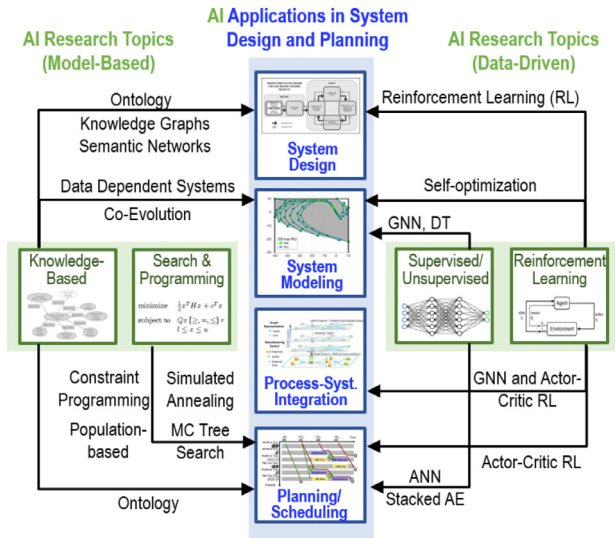 AI Applications in System
Design and Planning
AI Research Topics
(Model-Based)
AI Research Topics
(Data-Driven)
Ontology
Knowledge Graphs
Semantic Networks
Reinforcement Learning (RL)
System
Design
Data Dependent Systems
Co-Evolution
Self-optimization
GNN, DT
System
Modeling
Knowledge-
Based
Search &
Programming
minimize ½xᵀHx + cᵀx
subject to Qx{≥, =, ≤}r
l ≤ x ≤ u
Supervised/
Unsupervised
Reinforcement
Learning
Agent
Environment
Process-Syst.
Integration
Constraint
Programming
Population-
based
Simulated
Annealing
MC Tree
Search
GNN and Actor-
Critic RL
Actor-Critic RL
ANN
Stacked AE
Planning/
Scheduling
Ontology